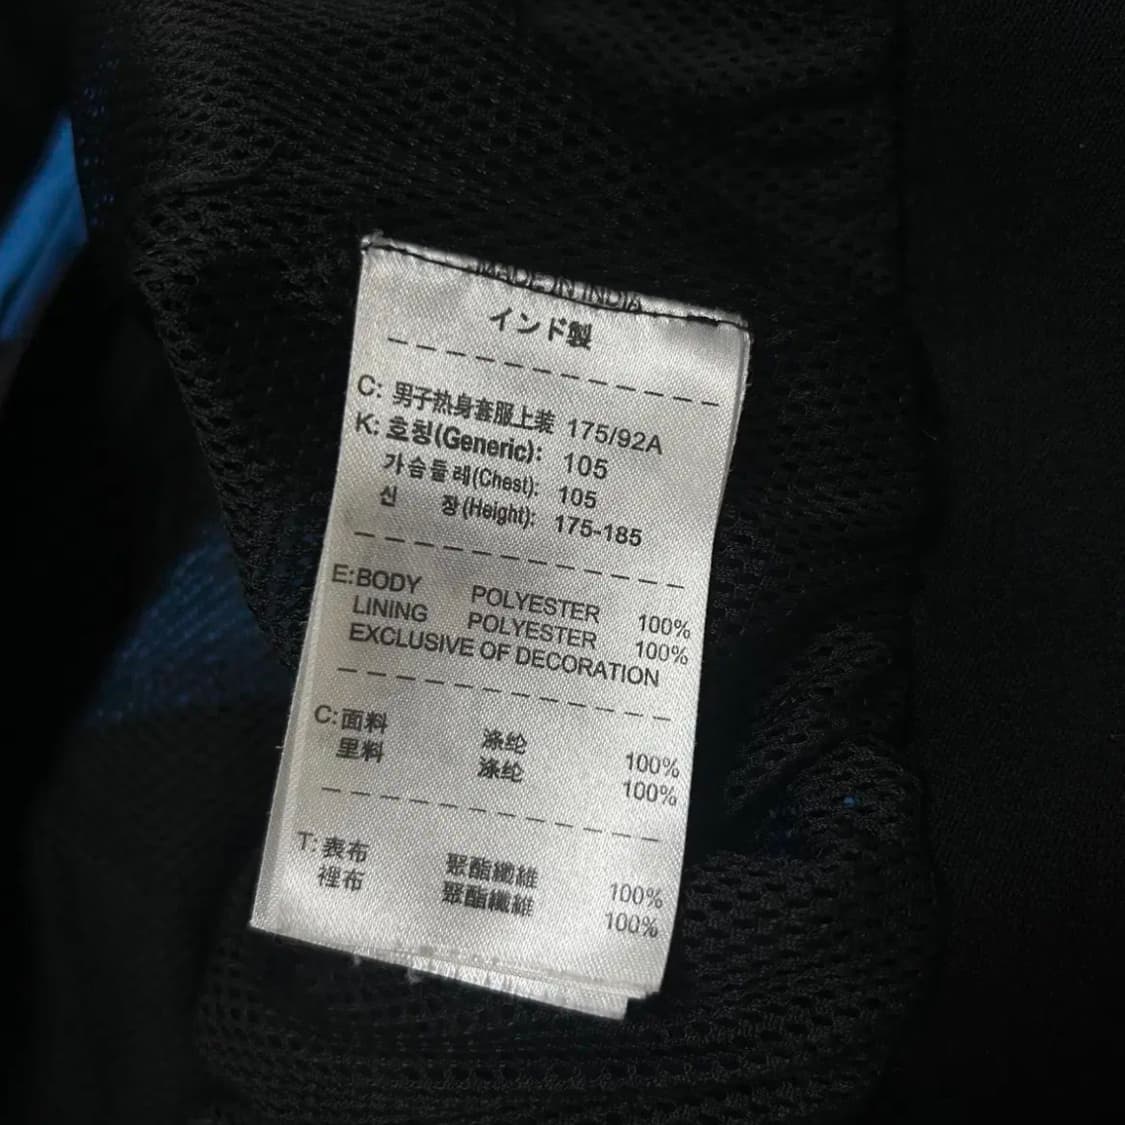 MADE IN INDIA
インド製
C: 男子热身套服上装 175/92A
K: 호칭(Generic): 105
가슴둘레(Chest): 105
신 장(Height): 175-185
E:BODY POLYESTER 100%
LINING POLYESTER 100%
EXCLUSIVE OF DECORATION
C:面料 涤纶 100%
里料 涤纶 100%
T:表布 聚酯纖維 100%
裡布 聚酯纖維 100%